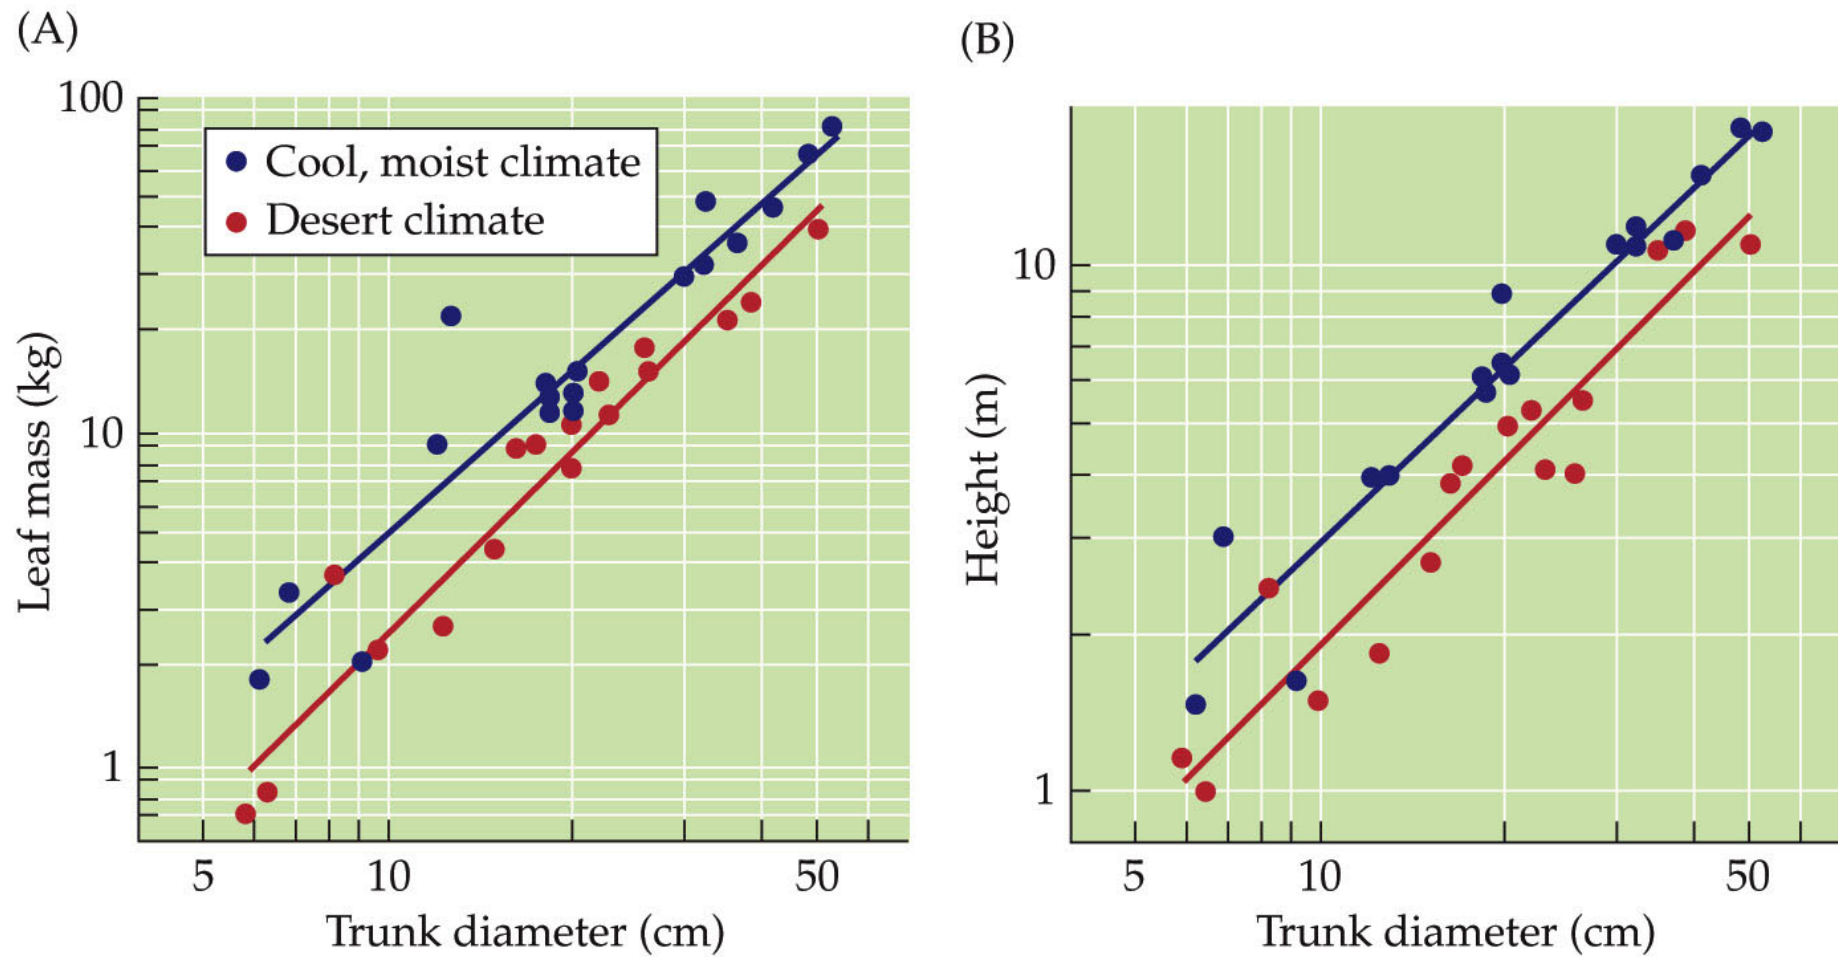 (A)
Leaf mass (kg)
100
10
1
Cool, moist climate
Desert climate
5 10 50
Trunk diameter (cm)
(B)
Height (m)
10
1
5 10 50
Trunk diameter (cm)